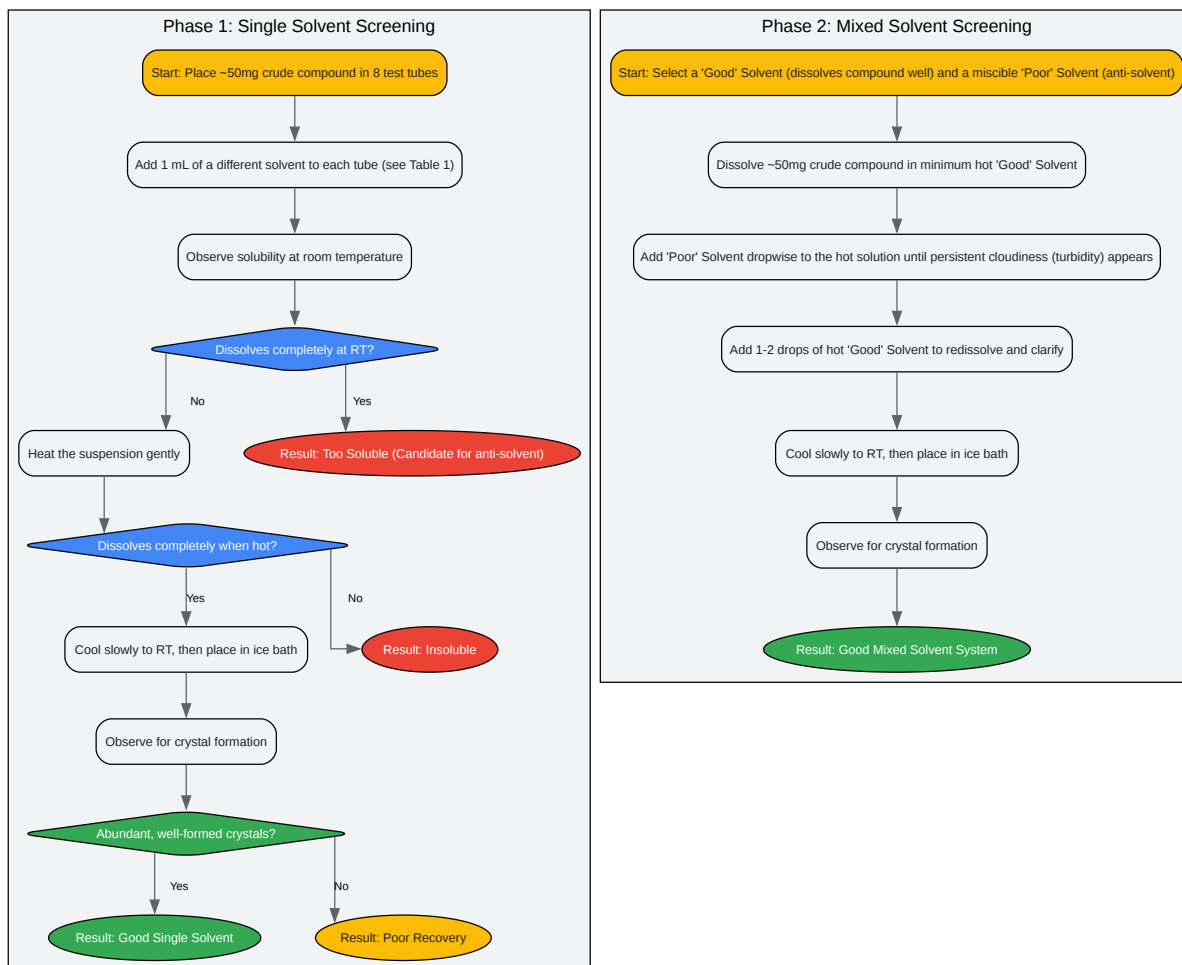 Phase 1: Single Solvent Screening
Start: Place ~50mg crude compound in 8 test tubes
Add 1 mL of a different solvent to each tube (see Table 1)
Observe solubility at room temperature
Dissolves completely at RT?
No
Yes
Heat the suspension gently
Result: Too Soluble (Candidate for anti-solvent)
Dissolves completely when hot?
Yes
No
Cool slowly to RT, then place in ice bath
Result: Insoluble
Observe for crystal formation
Abundant, well-formed crystals?
Yes
No
Result: Good Single Solvent
Result: Poor Recovery
Phase 2: Mixed Solvent Screening
Start: Select a 'Good' Solvent (dissolves compound well) and a miscible 'Poor' Solvent (anti-solvent)
Dissolve ~50mg crude compound in minimum hot 'Good' Solvent
Add 'Poor' Solvent dropwise to the hot solution until persistent cloudiness (turbidity) appears
Add 1-2 drops of hot 'Good' Solvent to redissolve and clarify
Cool slowly to RT, then place in ice bath
Observe for crystal formation
Result: Good Mixed Solvent System